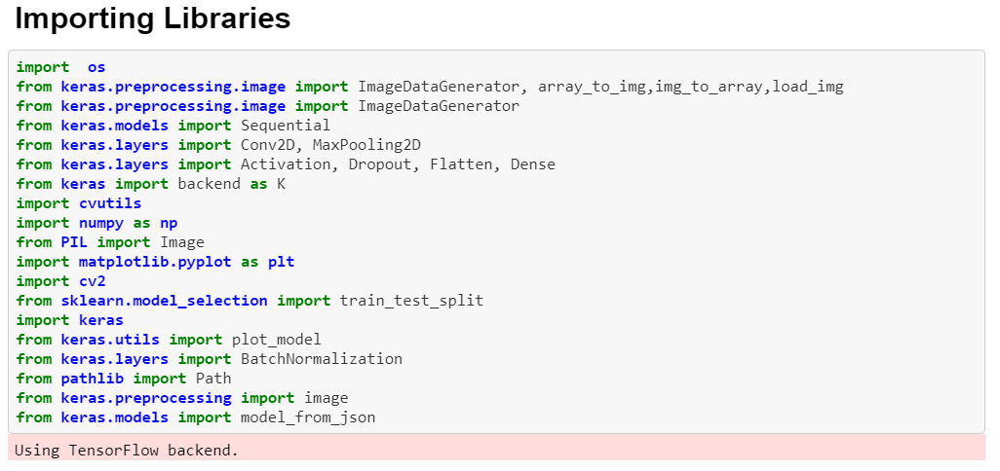 Importing Libraries
import  os
from keras.preprocessing.image import ImageDataGenerator, array_to_img,img_to_array,load_img
from keras.preprocessing.image import ImageDataGenerator
from keras.models import Sequential
from keras.layers import Conv2D, MaxPooling2D
from keras.layers import Activation, Dropout, Flatten, Dense
from keras import backend as K
import cvutils
import numpy as np
from PIL import Image
import matplotlib.pyplot as plt
import cv2
from sklearn.model_selection import train_test_split
import keras
from keras.utils import plot_model
from keras.layers import BatchNormalization
from pathlib import Path
from keras.preprocessing import image
from keras.models import model_from_json
Using TensorFlow backend.